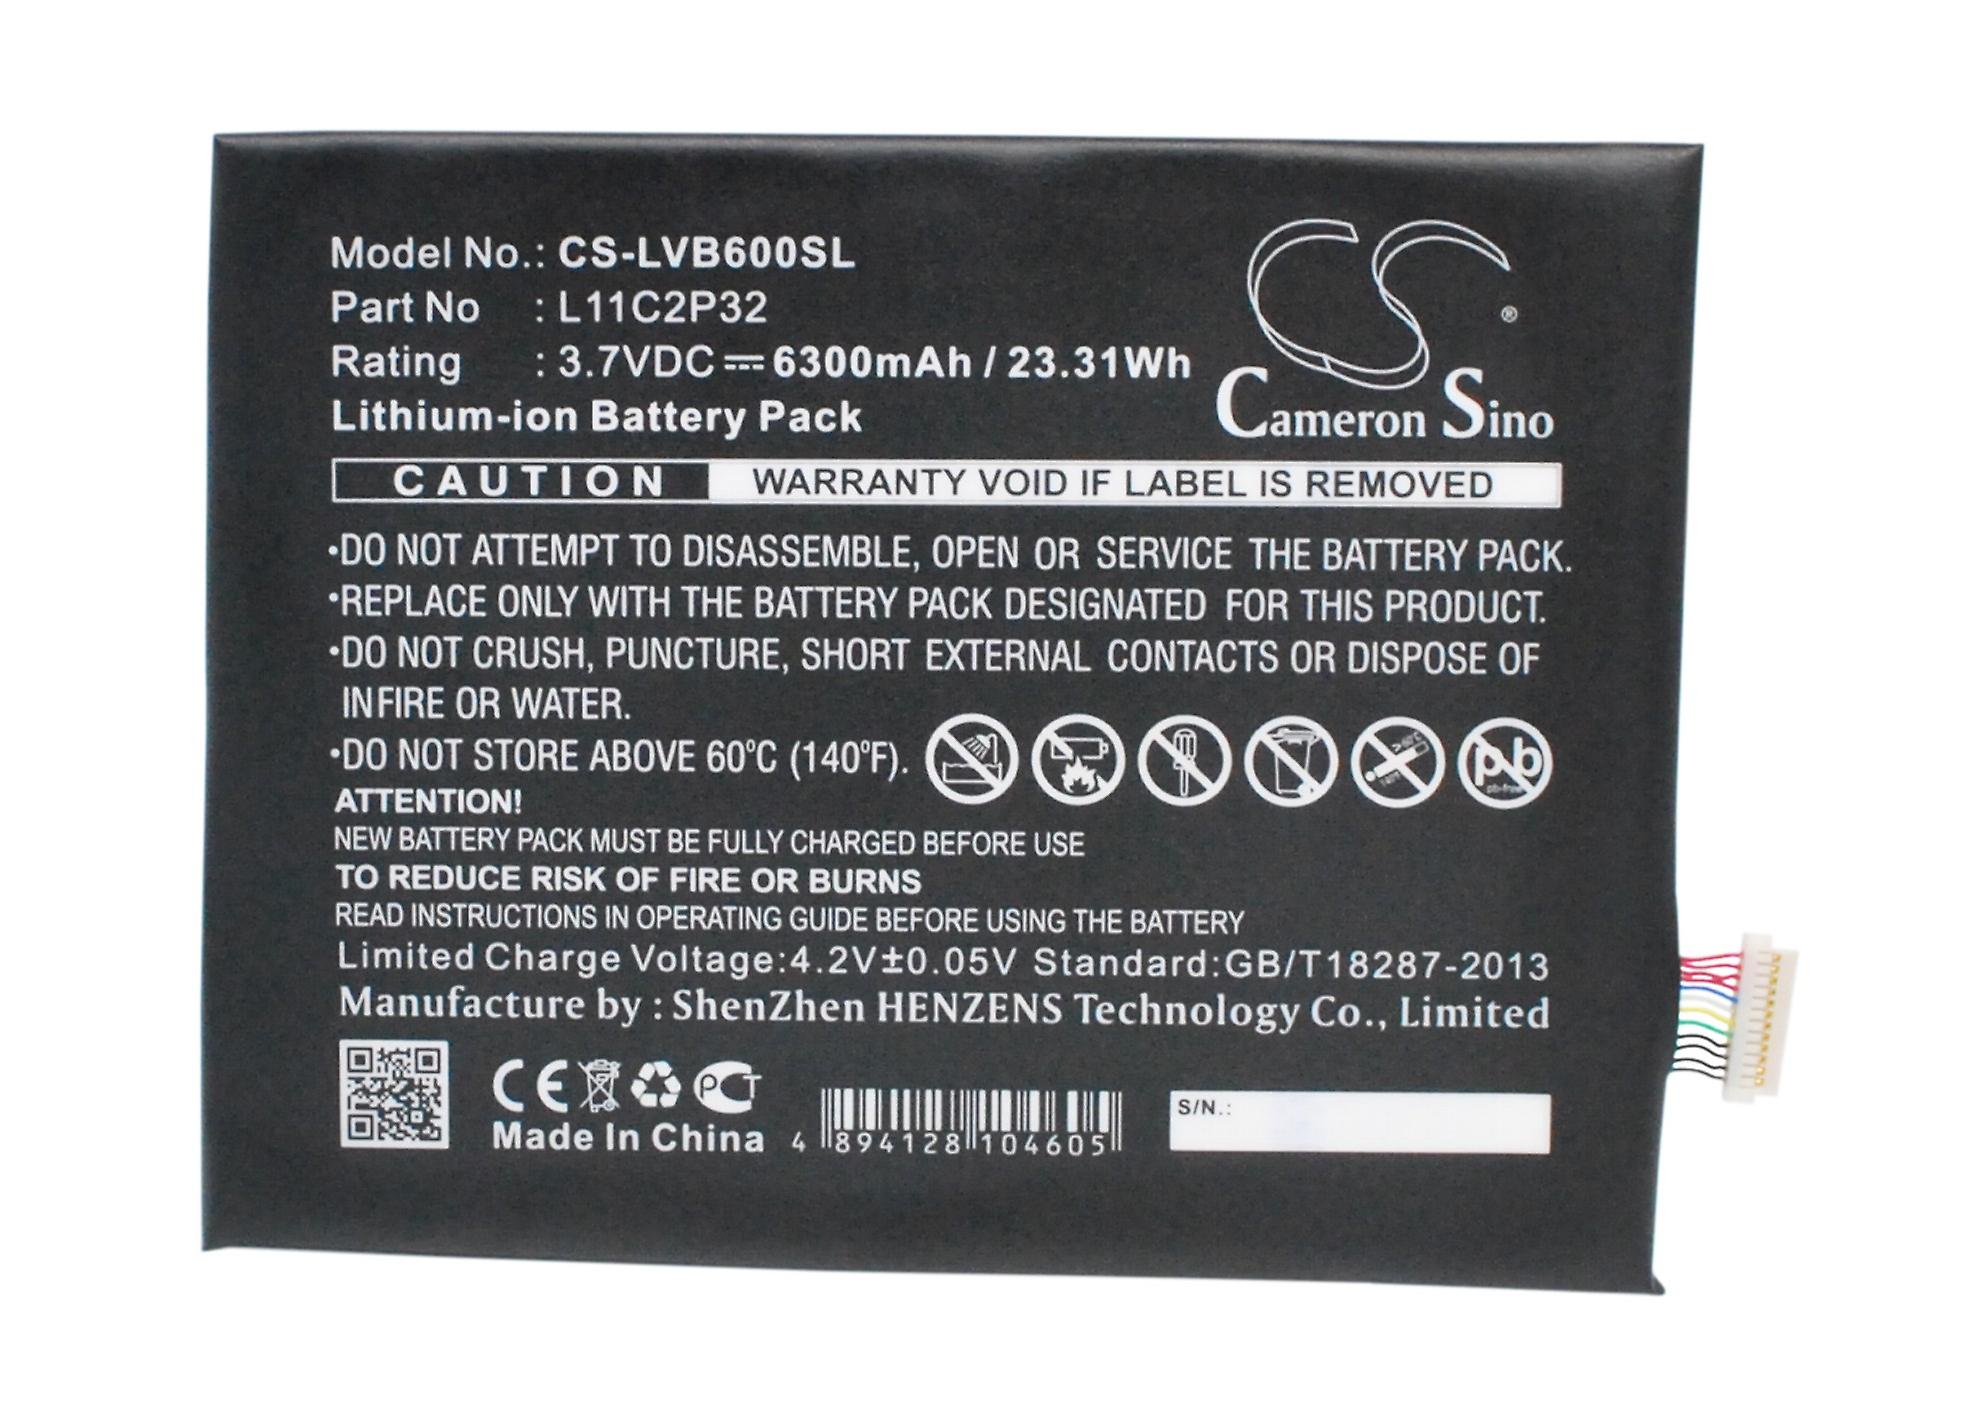 Model No.: CS-LVB600SL
Part No : L11C2P32
Rating : 3.7VDC⎓6300mAh / 23.31Wh
Lithium-ion Battery Pack
®
Cameron Sino
CAUTION WARRANTY VOID IF LABEL IS REMOVED
•DO NOT ATTEMPT TO DISASSEMBLE, OPEN OR SERVICE THE BATTERY PACK.
•REPLACE ONLY WITH THE BATTERY PACK DESIGNATED FOR THIS PRODUCT.
•DO NOT CRUSH, PUNCTURE, SHORT EXTERNAL CONTACTS OR DISPOSE OF
INFIRE OR WATER.
•DO NOT STORE ABOVE 60°C (140°F).
pb
pb-free
ATTENTION!
NEW BATTERY PACK MUST BE FULLY CHARGED BEFORE USE
TO REDUCE RISK OF FIRE OR BURNS
READ INSTRUCTIONS IN OPERATING GUIDE BEFORE USING THE BATTERY
Limited Charge Voltage:4.2V±0.05V Standard:GB/T18287-2013
Manufacture by : ShenZhen HENZENS Technology Co., Limited
CE PCT
Made In China
4 894128 104605
S/N.: